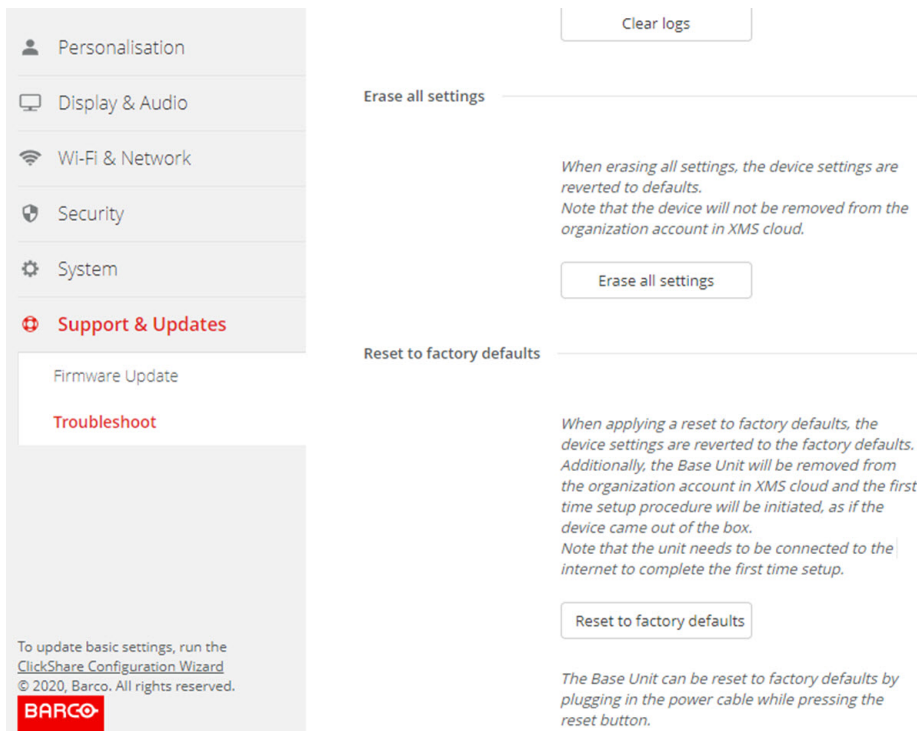 Personalisation
Display & Audio
Wi-Fi & Network
Security
System
Support & Updates
Firmware Update
Troubleshoot
To update basic settings, run the
ClickShare Configuration Wizard
© 2020, Barco. All rights reserved.
BARCO
Clear logs
Erase all settings
When erasing all settings, the device settings are
reverted to defaults.
Note that the device will not be removed from the
organization account in XMS cloud.
Erase all settings
Reset to factory defaults
When applying a reset to factory defaults, the
device settings are reverted to the factory defaults.
Additionally, the Base Unit will be removed from
the organization account in XMS cloud and the first
time setup procedure will be initiated, as if the
device came out of the box.
Note that the unit needs to be connected to the
internet to complete the first time setup.
Reset to factory defaults
The Base Unit can be reset to factory defaults by
plugging in the power cable while pressing the
reset button.